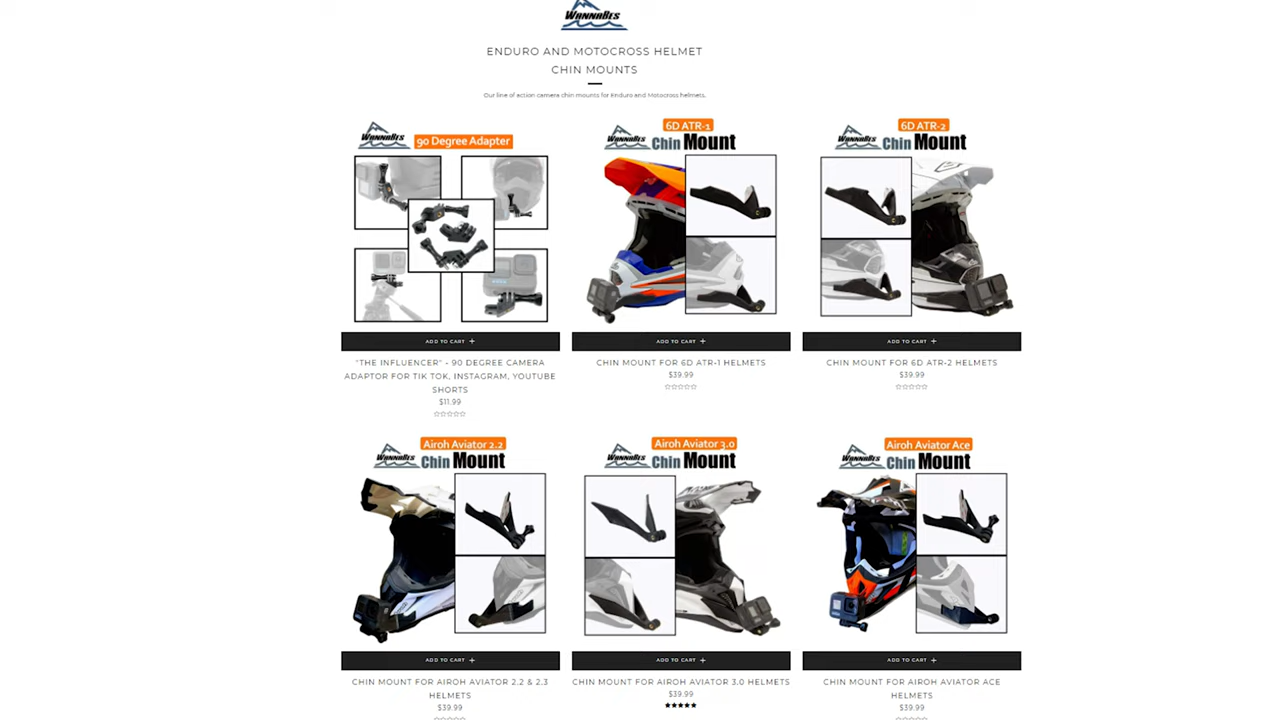 WANNABES
ENDURO AND MOTOCROSS HELMET
CHIN MOUNTS
Our line of action camera chin mounts for Enduro and Motocross helmets.
WANNABES
90 Degree Adapter
6D ATR-1
WANNABES
Chin Mount
6D ATR-2
WANNABES
Chin Mount
ADD TO CART +
ADD TO CART +
ADD TO CART +
"THE INFLUENCER" - 90 DEGREE CAMERA
ADAPTOR FOR TIK TOK, INSTAGRAM, YOUTUBE
SHORTS
$11.99
CHIN MOUNT FOR 6D ATR-1 HELMETS
$39.99
CHIN MOUNT FOR 6D ATR-2 HELMETS
$39.99
Airoh Aviator 2.2
WANNABES
Chin Mount
Airoh Aviator 3.0
WANNABES
Chin Mount
Airoh Aviator Ace
WANNABES
Chin Mount
ADD TO CART +
ADD TO CART +
ADD TO CART +
CHIN MOUNT FOR AIROH AVIATOR 2.2 & 2.3
HELMETS
$39.99
CHIN MOUNT FOR AIROH AVIATOR 3.0 HELMETS
$39.99
CHIN MOUNT FOR AIROH AVIATOR ACE
HELMETS
$39.99